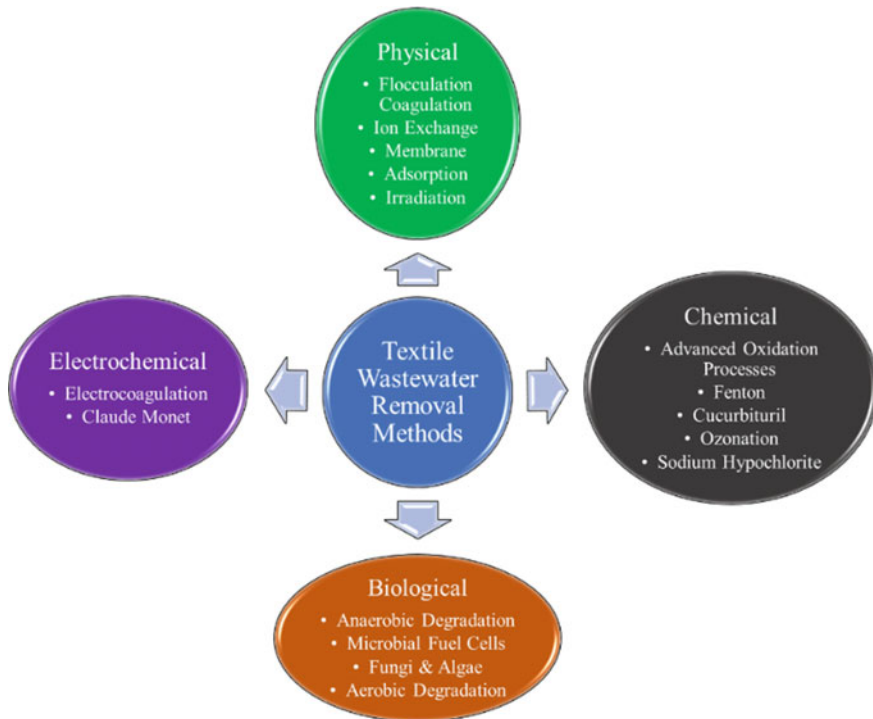 Physical
• Flocculation
Coagulation
• Ion Exchange
• Membrane
• Adsorption
• Irradiation
Electrochemical
• Electrocoagulation
• Claude Monet
Textile
Wastewater
Removal
Methods
Chemical
• Advanced Oxidation
Processes
• Fenton
• Cucurbituril
• Ozonation
• Sodium Hypochlorite
Biological
• Anaerobic Degradation
• Microbial Fuel Cells
• Fungi & Algae
• Aerobic Degradation